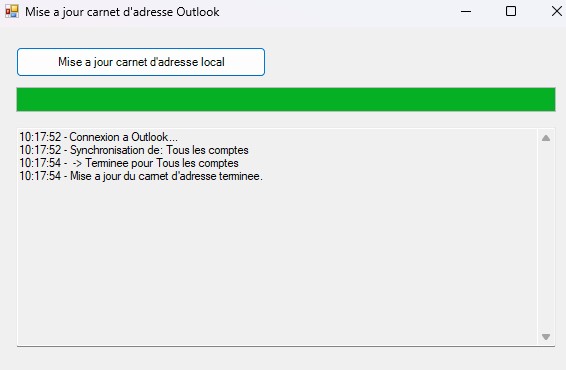 Mise a jour carnet d'adresse Outlook
Mise a jour carnet d'adresse local
10:17:52 - Connexion a Outlook...
10:17:52 - Synchronisation de: Tous les comptes
10:17:54 -  -> Terminee pour Tous les comptes
10:17:54 - Mise a jour du carnet d'adresse terminee.